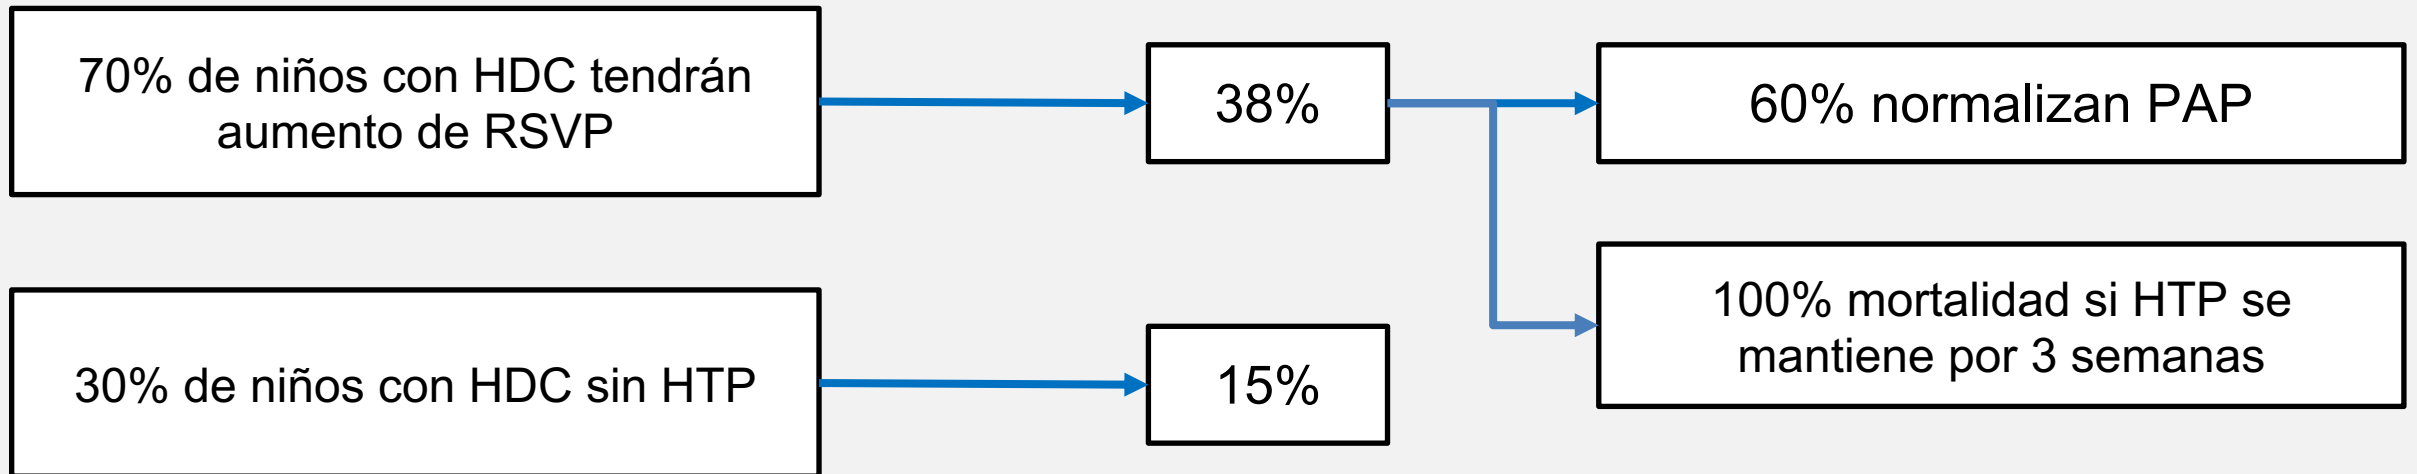 70% de niños con HDC tendrán
aumento de RSVP
38%
60% normalizan PAP
100% mortalidad si HTP se
mantiene por 3 semanas
30% de niños con HDC sin HTP
15%